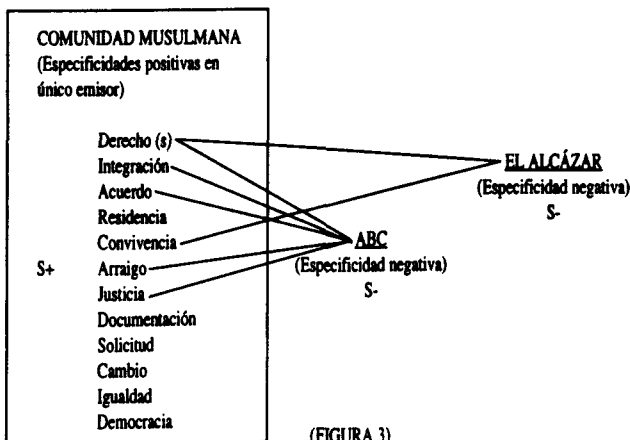 COMUNIDAD MUSULMANA
(Especificidades positivas en
único emisor)
Derecho (s)
Integración
Acuerdo
Residencia
Convivencia
S+ Arraigo
Justicia
Documentación
Solicitud
Cambio
Igualdad
Democracia
EL ALCÁZAR
(Especificidad negativa)
S-
ABC
(Especificidad negativa)
S-
(FIGURA 3)